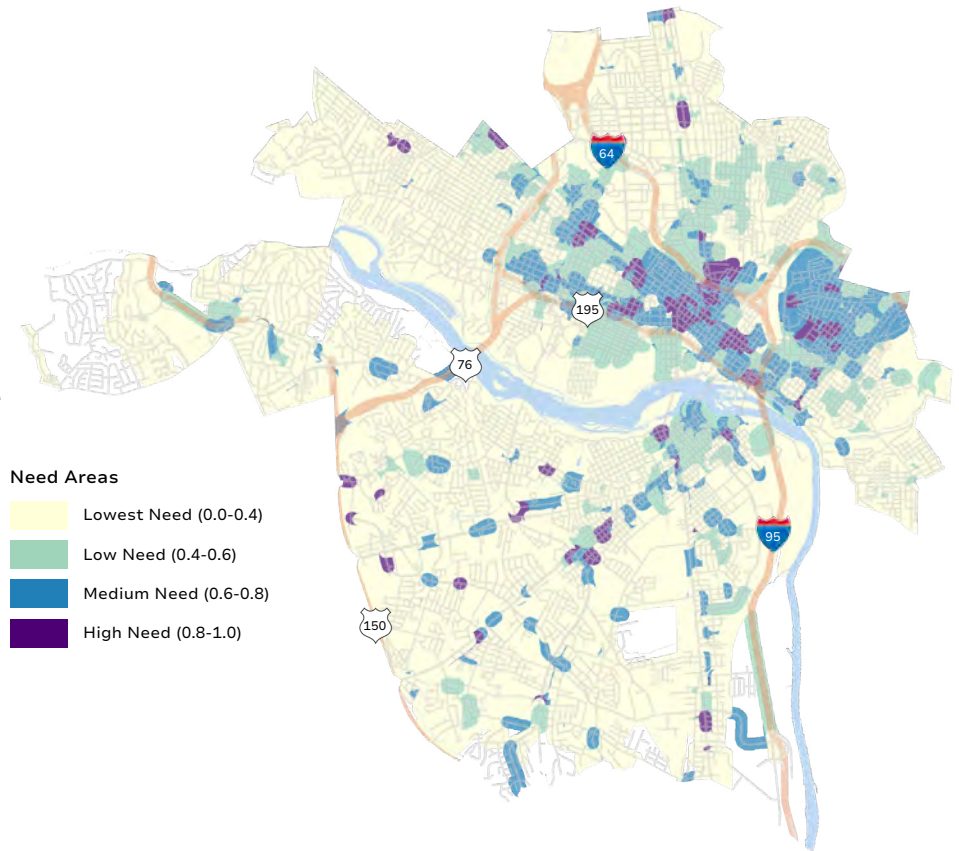 64
195
76
Need Areas
Lowest Need (0.0-0.4)
Low Need (0.4-0.6)
Medium Need (0.6-0.8)
High Need (0.8-1.0)
95
150